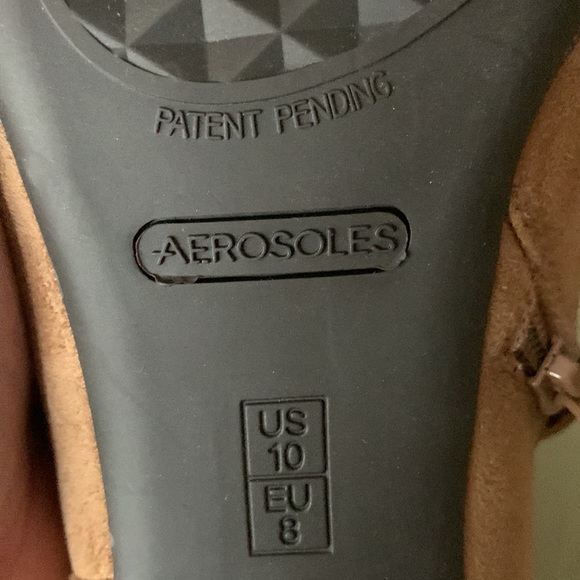 PATENT PENDING
AEROSOLES
US
10
EU
8